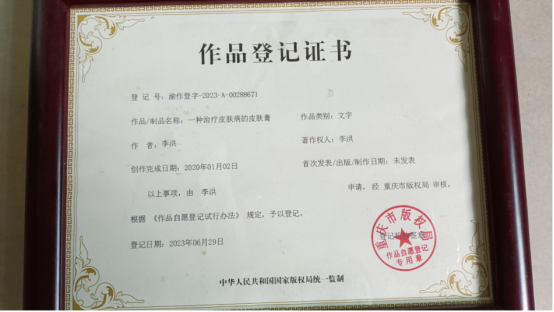 作品登记证书
登 记 号：渝作登字-2023-A-00288671
作品/制品名称：一种治疗皮肤病的皮肤膏
作品类别：文字
作 者：李洪
著作权人：李洪
创作完成日期：2020年01月02日
首次发表/出版/制作日期：未发表
以上事项，由 李洪
申请，经 重庆市版权局 审核，
根据 《作品自愿登记试行办法》 规定，予以登记。
登记日期：2023年06月29日
重庆市版权局
作品自愿登记
专用章
中华人民共和国国家版权局统一监制